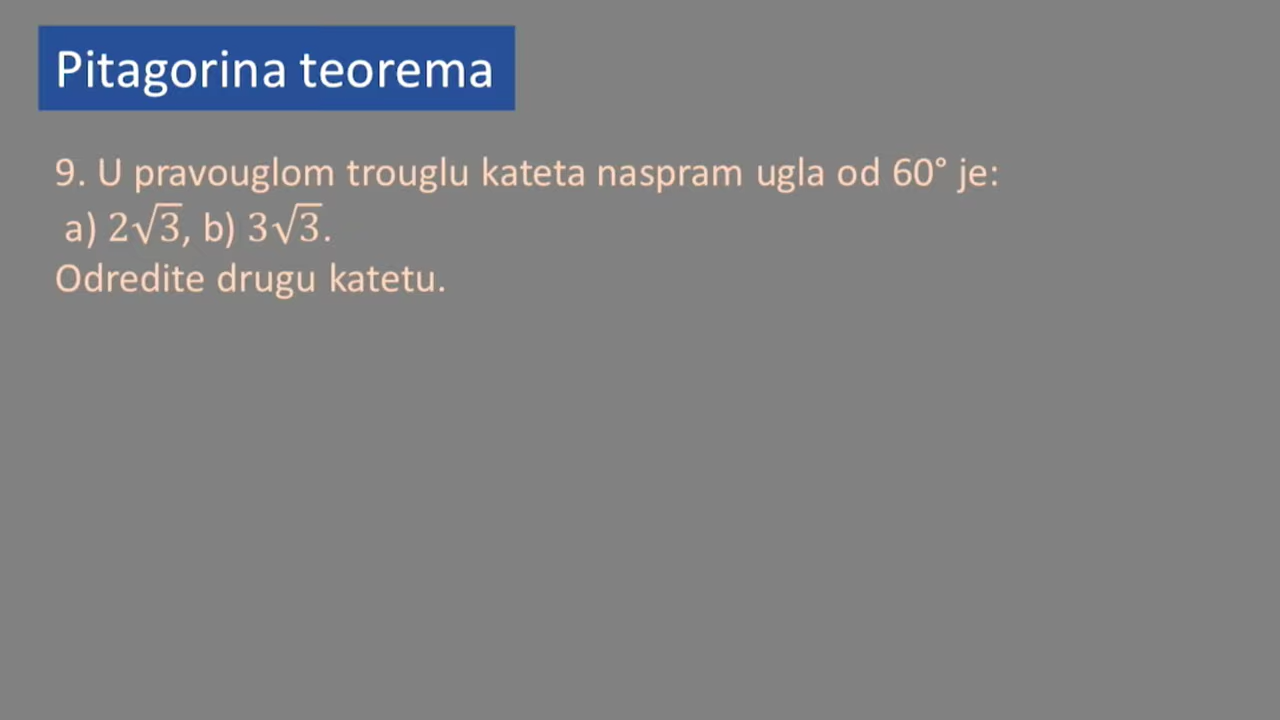 Pitagorina teorema
9. U pravouglom trouglu kateta naspram ugla od 60° je:
a) 2√3, b) 3√3.
Odredite drugu katetu.